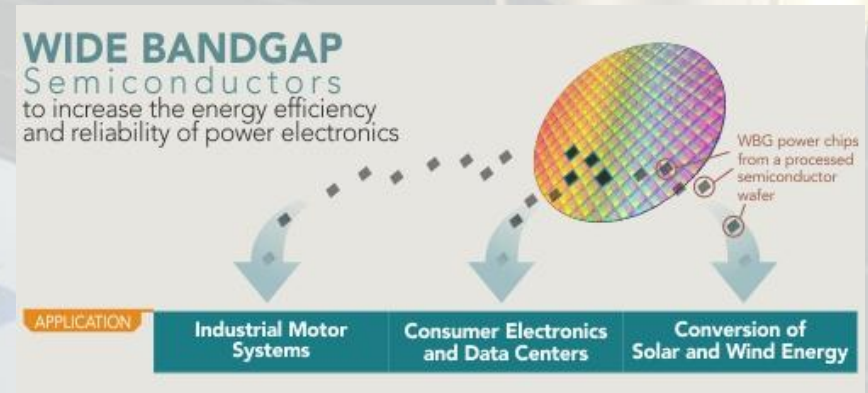 WIDE BANDGAP
Semiconductors
to increase the energy efficiency
and reliability of power electronics
WBG power chips
from a processed
semiconductor
wafer
APPLICATION
Industrial Motor
Systems
Consumer Electronics
and Data Centers
Conversion of
Solar and Wind Energy